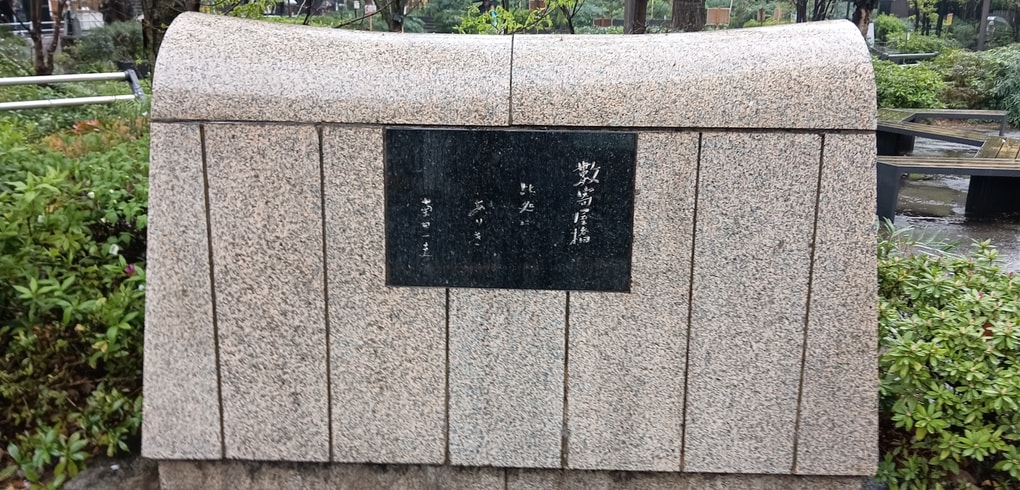 數寄屋橋
此処に
ありき
菊田一夫